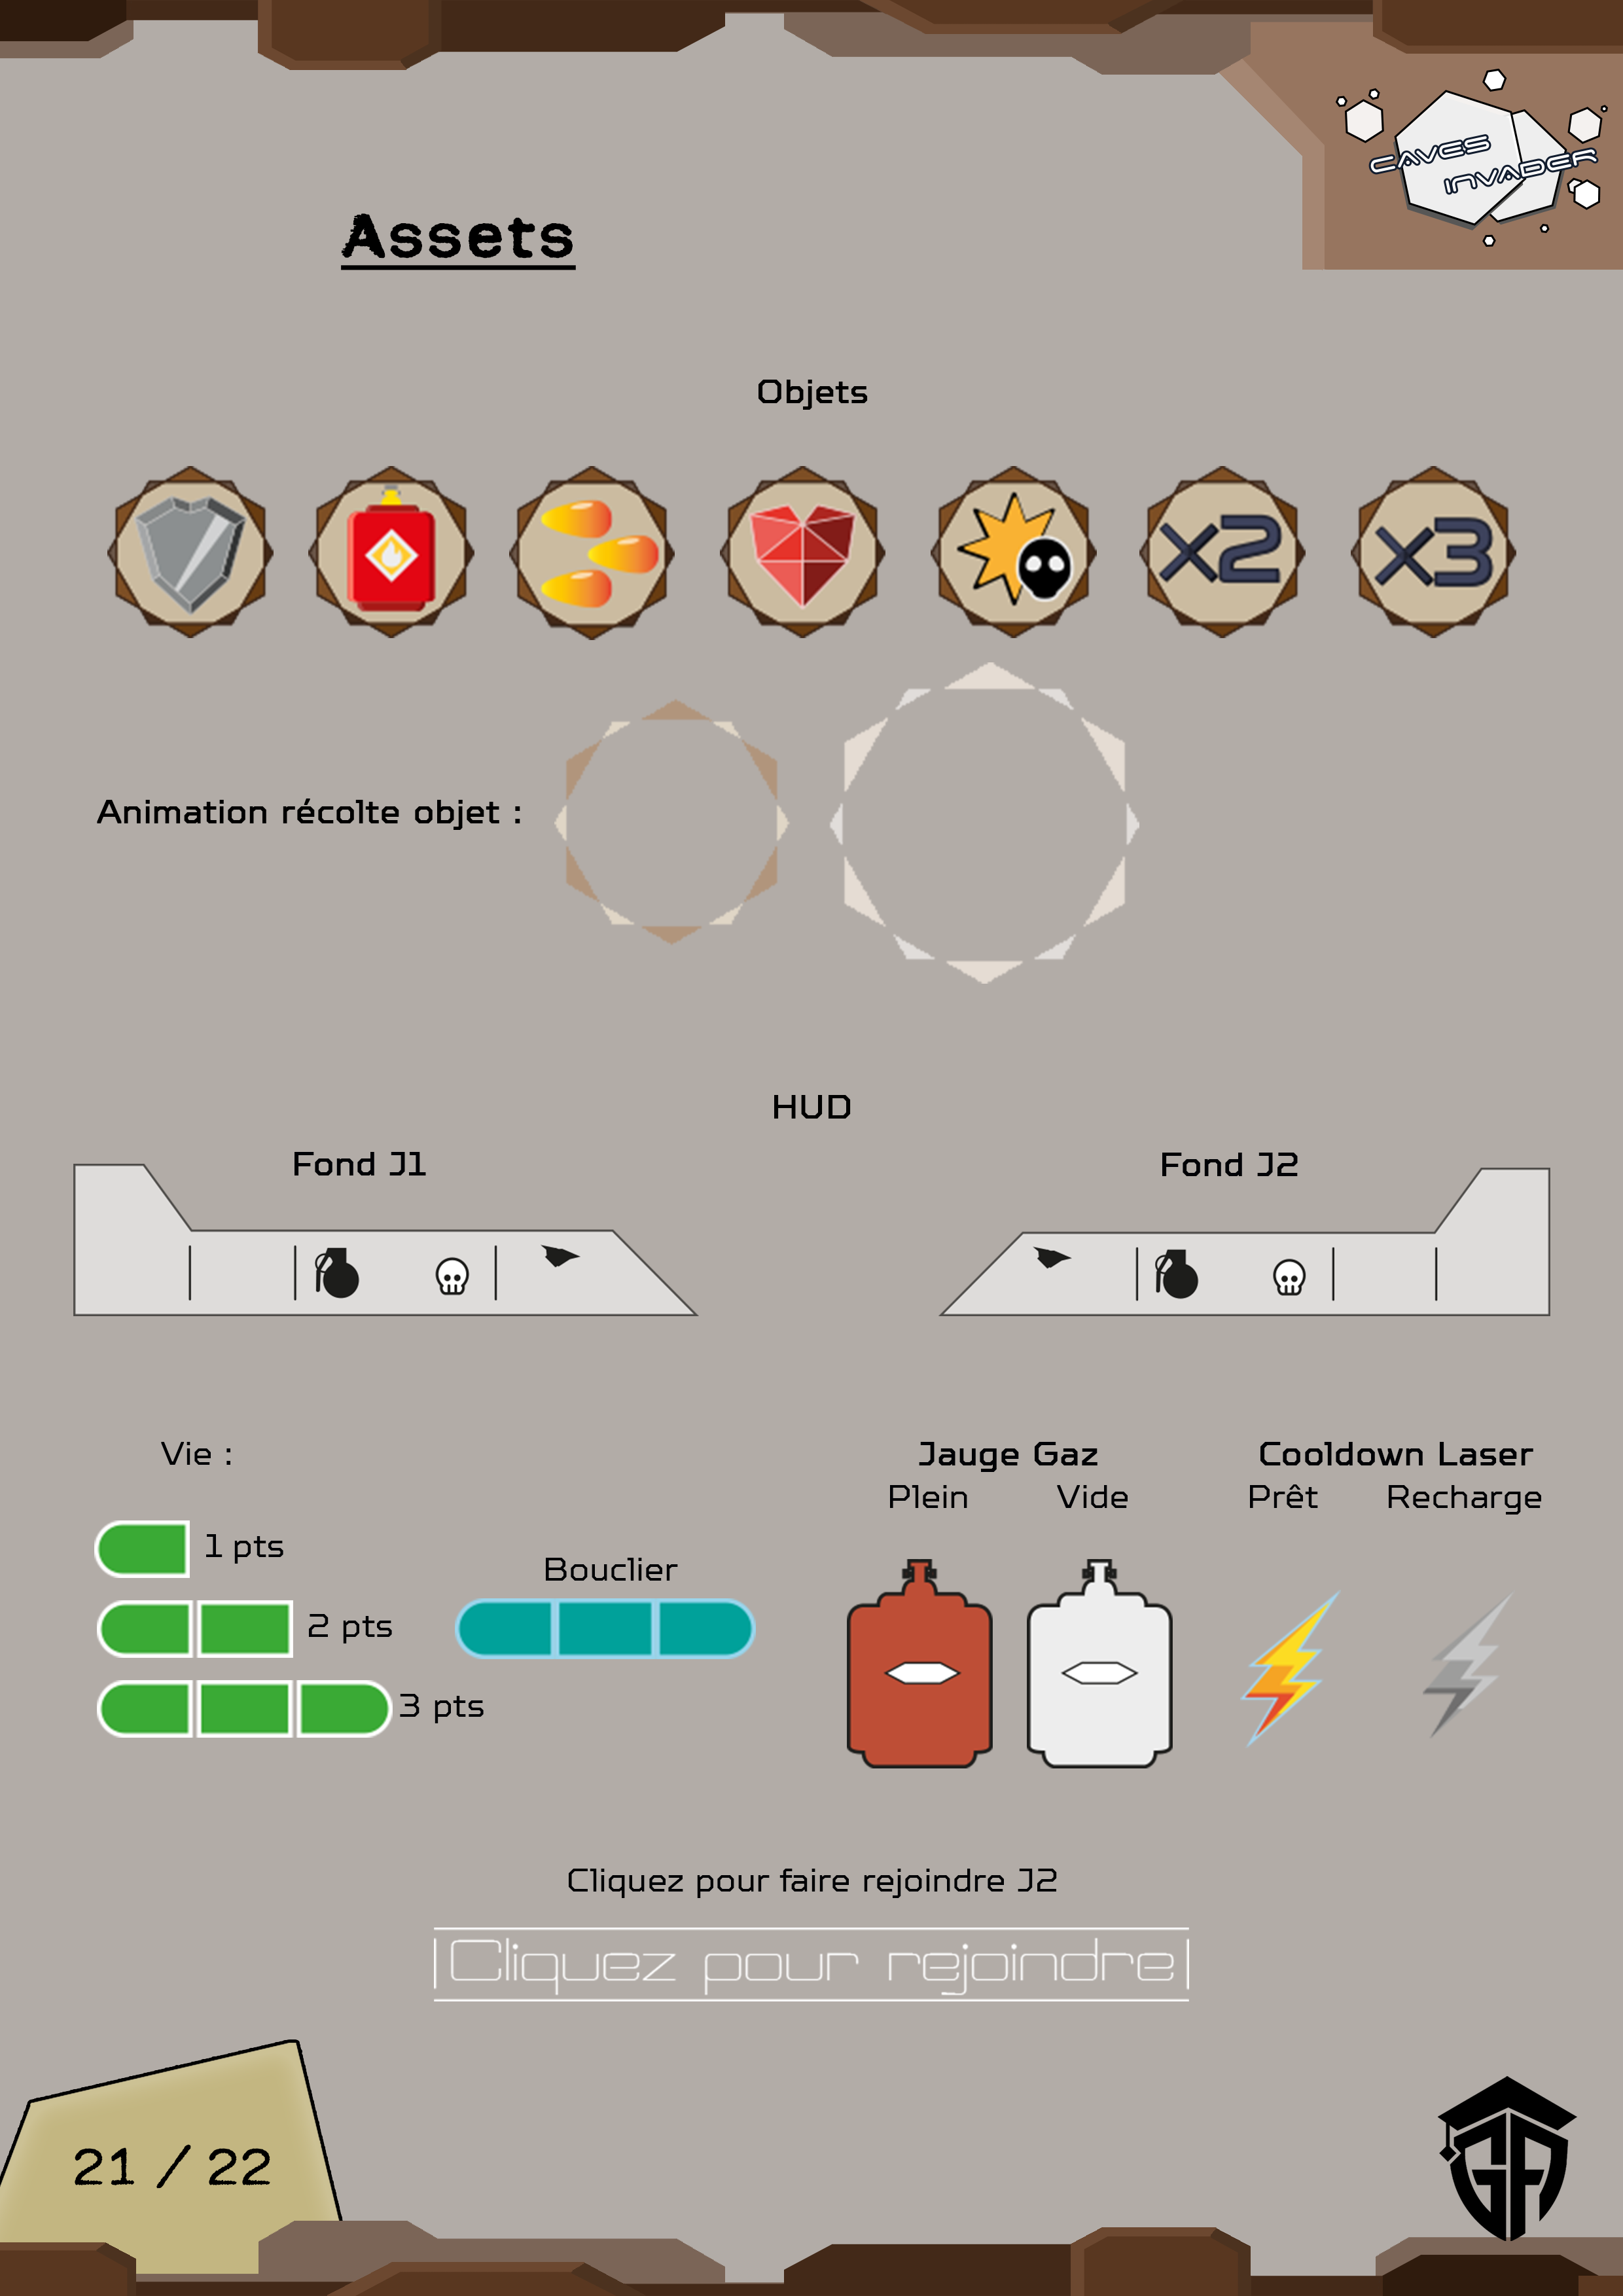 CAVES
INVADER
Assets
Objets
x2
x3
Animation récolte objet :
HUD
Fond J1
Fond J2
Vie :
Jauge Gaz
Cooldown Laser
Plein
Vide
Prêt
Recharge
1 pts
Bouclier
2 pts
3 pts
Cliquez pour faire rejoindre J2
Cliquez pour rejoindre
21 / 22
GA